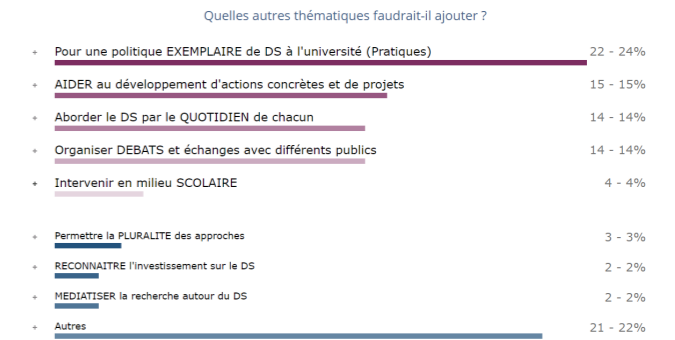 Quelles autres thématiques faudrait-il ajouter ?
+ Pour une politique EXEMPLAIRE de DS à l'université (Pratiques) 22 - 24%
+ AIDER au développement d'actions concrètes et de projets 15 - 15%
+ Aborder le DS par le QUOTIDIEN de chacun 14 - 14%
+ Organiser DEBATS et échanges avec différents publics 14 - 14%
+ Intervenir en milieu SCOLAIRE 4 - 4%
+ Permettre la PLURALITE des approches 3 - 3%
+ RECONNAITRE l'investissement sur le DS 2 - 2%
+ MEDIATISER la recherche autour du DS 2 - 2%
+ Autres 21 - 22%